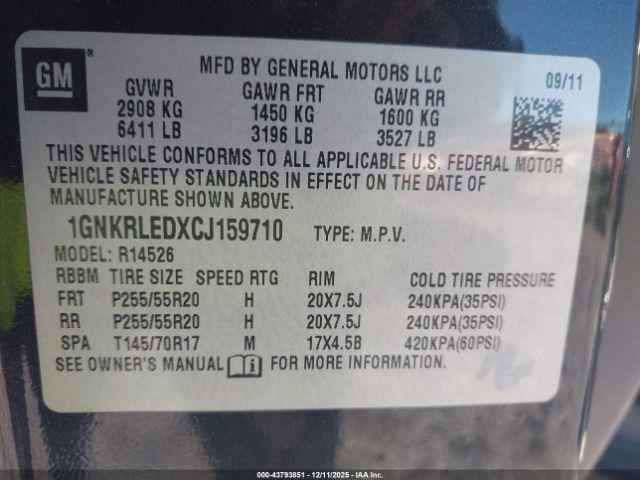 GM
MFD BY GENERAL MOTORS LLC
09/11
GVWR GAWR FRT GAWR RR
2908 KG 1450 KG 1600 KG
6411 LB 3196 LB 3527 LB
THIS VEHICLE CONFORMS TO ALL APPLICABLE U.S. FEDERAL MOTOR
VEHICLE SAFETY STANDARDS IN EFFECT ON THE DATE OF
MANUFACTURE SHOWN ABOVE.
1GNKRLEDXCJ159710 TYPE: M.P.V.
MODEL: R14526
RBBM TIRE SIZE SPEED RTG RIM COLD TIRE PRESSURE
FRT P255/55R20 H 20X7.5J 240KPA(35PSI)
RR P255/55R20 H 20X7.5J 240KPA(35PSI)
SPA T145/70R17 M 17X4.5B 420KPA(60PSI)
SEE OWNER'S MANUAL FOR MORE INFORMATION.
000-43793851 - 12/11/2025 - IAA Inc.